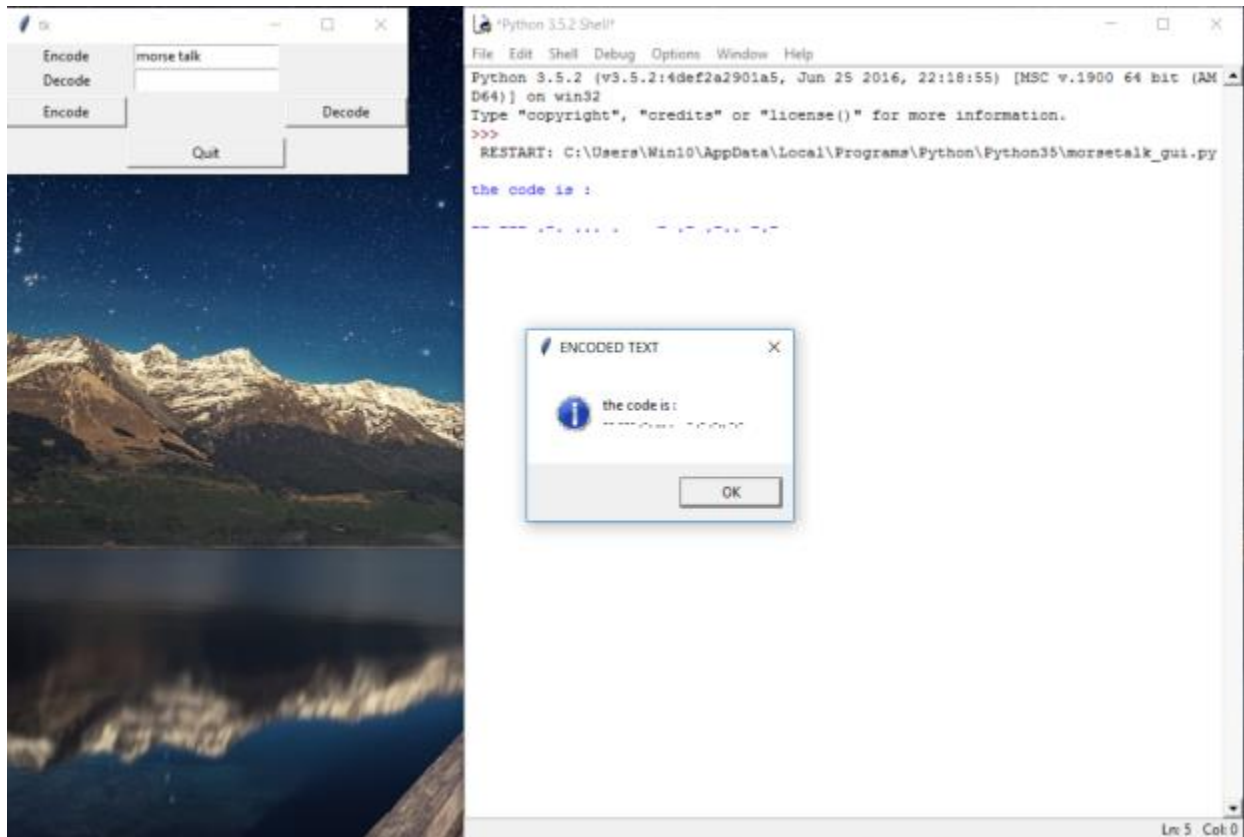 tk
Encode morse talk
Decode
Encode Decode
Quit
*Python 3.5.2 Shell*
File Edit Shell Debug Options Window Help
Python 3.5.2 (v3.5.2:4def2a2901a5, Jun 25 2016, 22:18:55) [MSC v.1900 64 bit (AM
D64)] on win32
Type "copyright", "credits" or "license()" for more information.
>>>
RESTART: C:\Users\Win10\AppData\Local\Programs\Python\Python35\morsetalk_gui.py
the code is :
-- --- .-. ... .    - .- .-.. -.-
ENCODED TEXT
the code is :
-- --- .-. ... .    - .- .-.. -.-
OK
Ln: 5 Col: 0